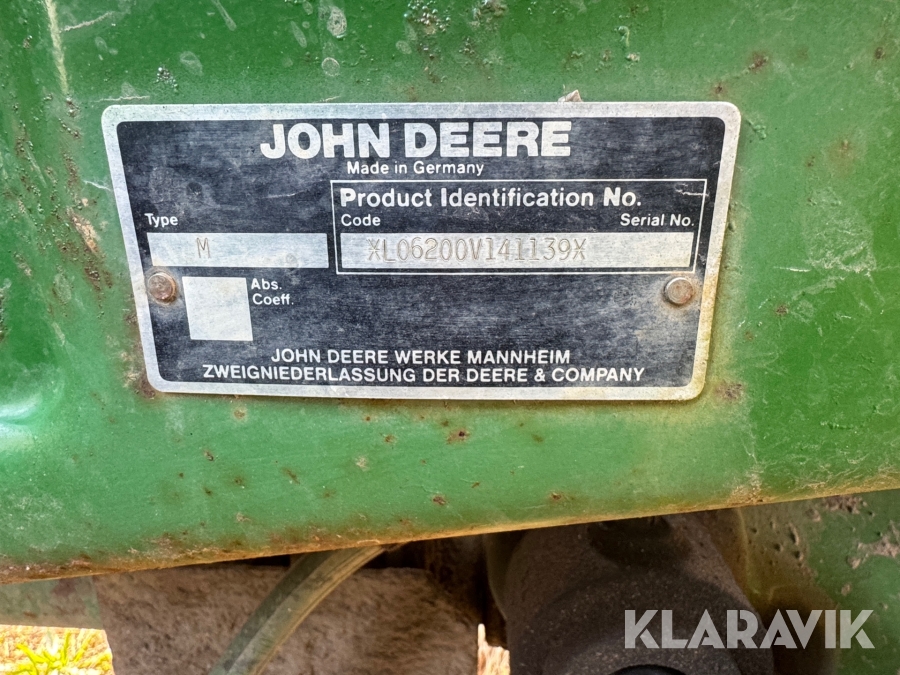 JOHN DEERE
Made in Germany
Product Identification No.
Type
Code
Serial No.
M
XL06200V141139X
Abs.
Coeff.
JOHN DEERE WERKE MANNHEIM
ZWEIGNIEDERLASSUNG DER DEERE & COMPANY
KLARAVIK